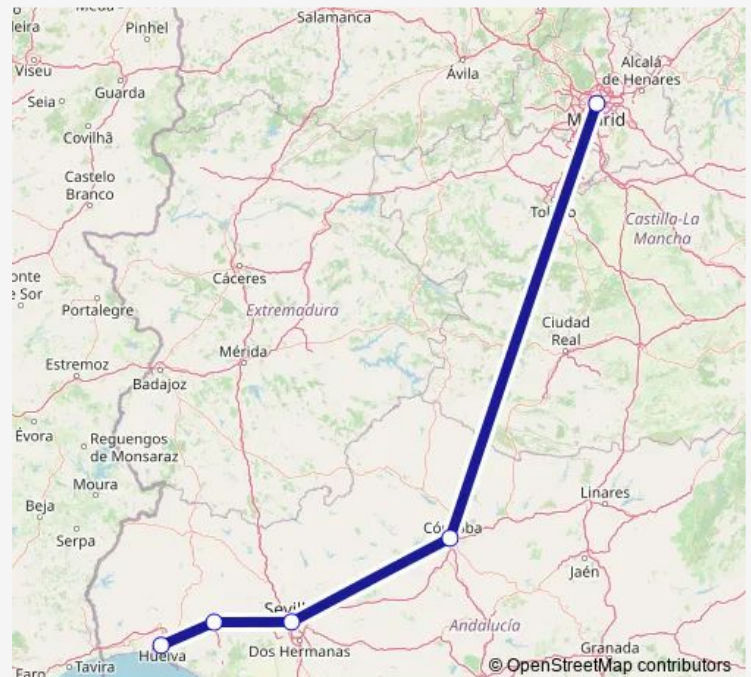 Salamanca
Pinhel
Viseu
Guarda
Ávila
Alcalá
de Henares
Seia
Covilhã
Castelo
Branco
Castilla-La
Mancha
Cáceres
Portalegre
Extremadura
Ciudad
Real
Mérida
Estremoz
Badajoz
Évora
Reguengos
de Monsaraz
Moura
Linares
Beja
Serpa
Jaén
Andalucía
Huelva
Dos Hermanas
Granada
Tavira
© OpenStreetMap contributors